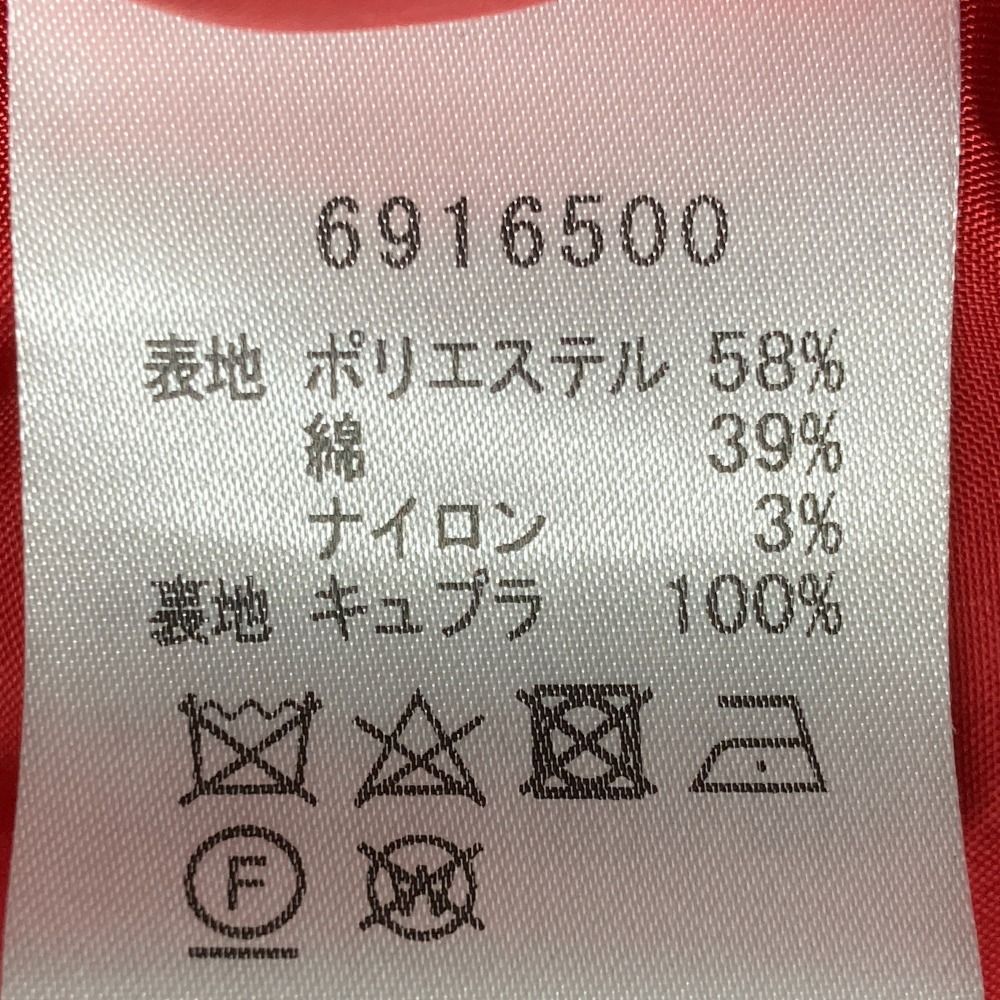 6916500
表地 ポリエステル 58%
綿 39%
ナイロン 3%
裏地 キュプラ 100%
F
W